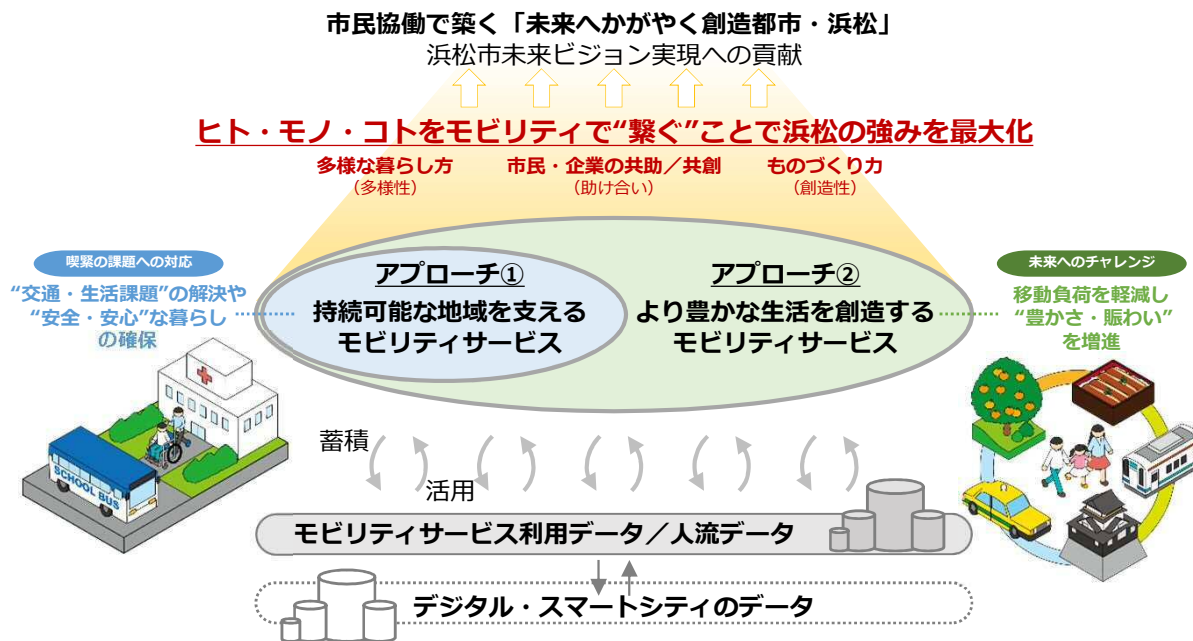 市民協働で築く「未来へかがやく創造都市・浜松」
浜松市未来ビジョン実現への貢献
ヒト・モノ・コトをモビリティで“繋ぐ”ことで浜松の強みを最大化
多様な暮らし方
（多様性）
市民・企業の共助／共創
（助け合い）
ものづくり力
（創造性）
喫緊の課題への対応
“交通・生活課題”の解決や
“安全・安心”な暮らし
の確保
アプローチ①
持続可能な地域を支える
モビリティサービス
アプローチ②
より豊かな生活を創造する
モビリティサービス
未来へのチャレンジ
移動負荷を軽減し
“豊かさ・賑わい”
を増進
SCHOOL BUS
蓄積
活用
モビリティサービス利用データ／人流データ
デジタル・スマートシティのデータ